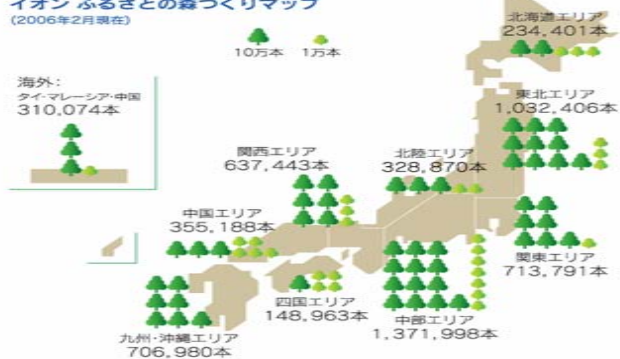 イオン ふるさとの森づくりマップ
(2006年2月現在)
10万本
1万本
北海道エリア
234,401本
海外：
タイ・マレーシア・中国
310,074本
東北エリア
1,032,406本
関西エリア
637,443本
北陸エリア
328,870本
中国エリア
355,188本
関東エリア
713,791本
四国エリア
148,963本
中部エリア
1,371,998本
九州・沖縄エリア
706,980本